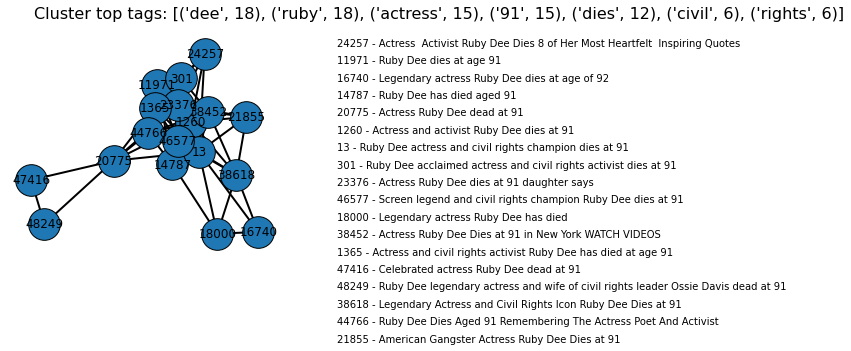 Cluster top tags: [('dee', 18), ('ruby', 18), ('actress', 15), ('91', 15), ('dies', 12), ('civil', 6), ('rights', 6)]
24257 - Actress  Activist Ruby Dee Dies 8 of Her Most Heartfelt  Inspiring Quotes
11971 - Ruby Dee dies at age 91
16740 - Legendary actress Ruby Dee dies at age of 92
14787 - Ruby Dee has died aged 91
20775 - Actress Ruby Dee dead at 91
1260 - Actress and activist Ruby Dee dies at 91
13 - Ruby Dee actress and civil rights champion dies at 91
301 - Ruby Dee acclaimed actress and civil rights activist dies at 91
23376 - Actress Ruby Dee dies at 91 daughter says
46577 - Screen legend and civil rights champion Ruby Dee dies at 91
18000 - Legendary actress Ruby Dee has died
38452 - Actress Ruby Dee Dies at 91 in New York WATCH VIDEOS
1365 - Actress and civil rights activist Ruby Dee has died at age 91
47416 - Celebrated actress Ruby Dee dead at 91
48249 - Ruby Dee legendary actress and wife of civil rights leader Ossie Davis dead at 91
38618 - Legendary Actress and Civil Rights Icon Ruby Dee Dies at 91
44766 - Ruby Dee Dies Aged 91 Remembering The Actress Poet And Activist
21855 - American Gangster Actress Ruby Dee Dies at 91
24257
301
11971
23376
1365
38452
21855
1260
44766
46577
13
20775
14787
38618
47416
48249
18000
16740